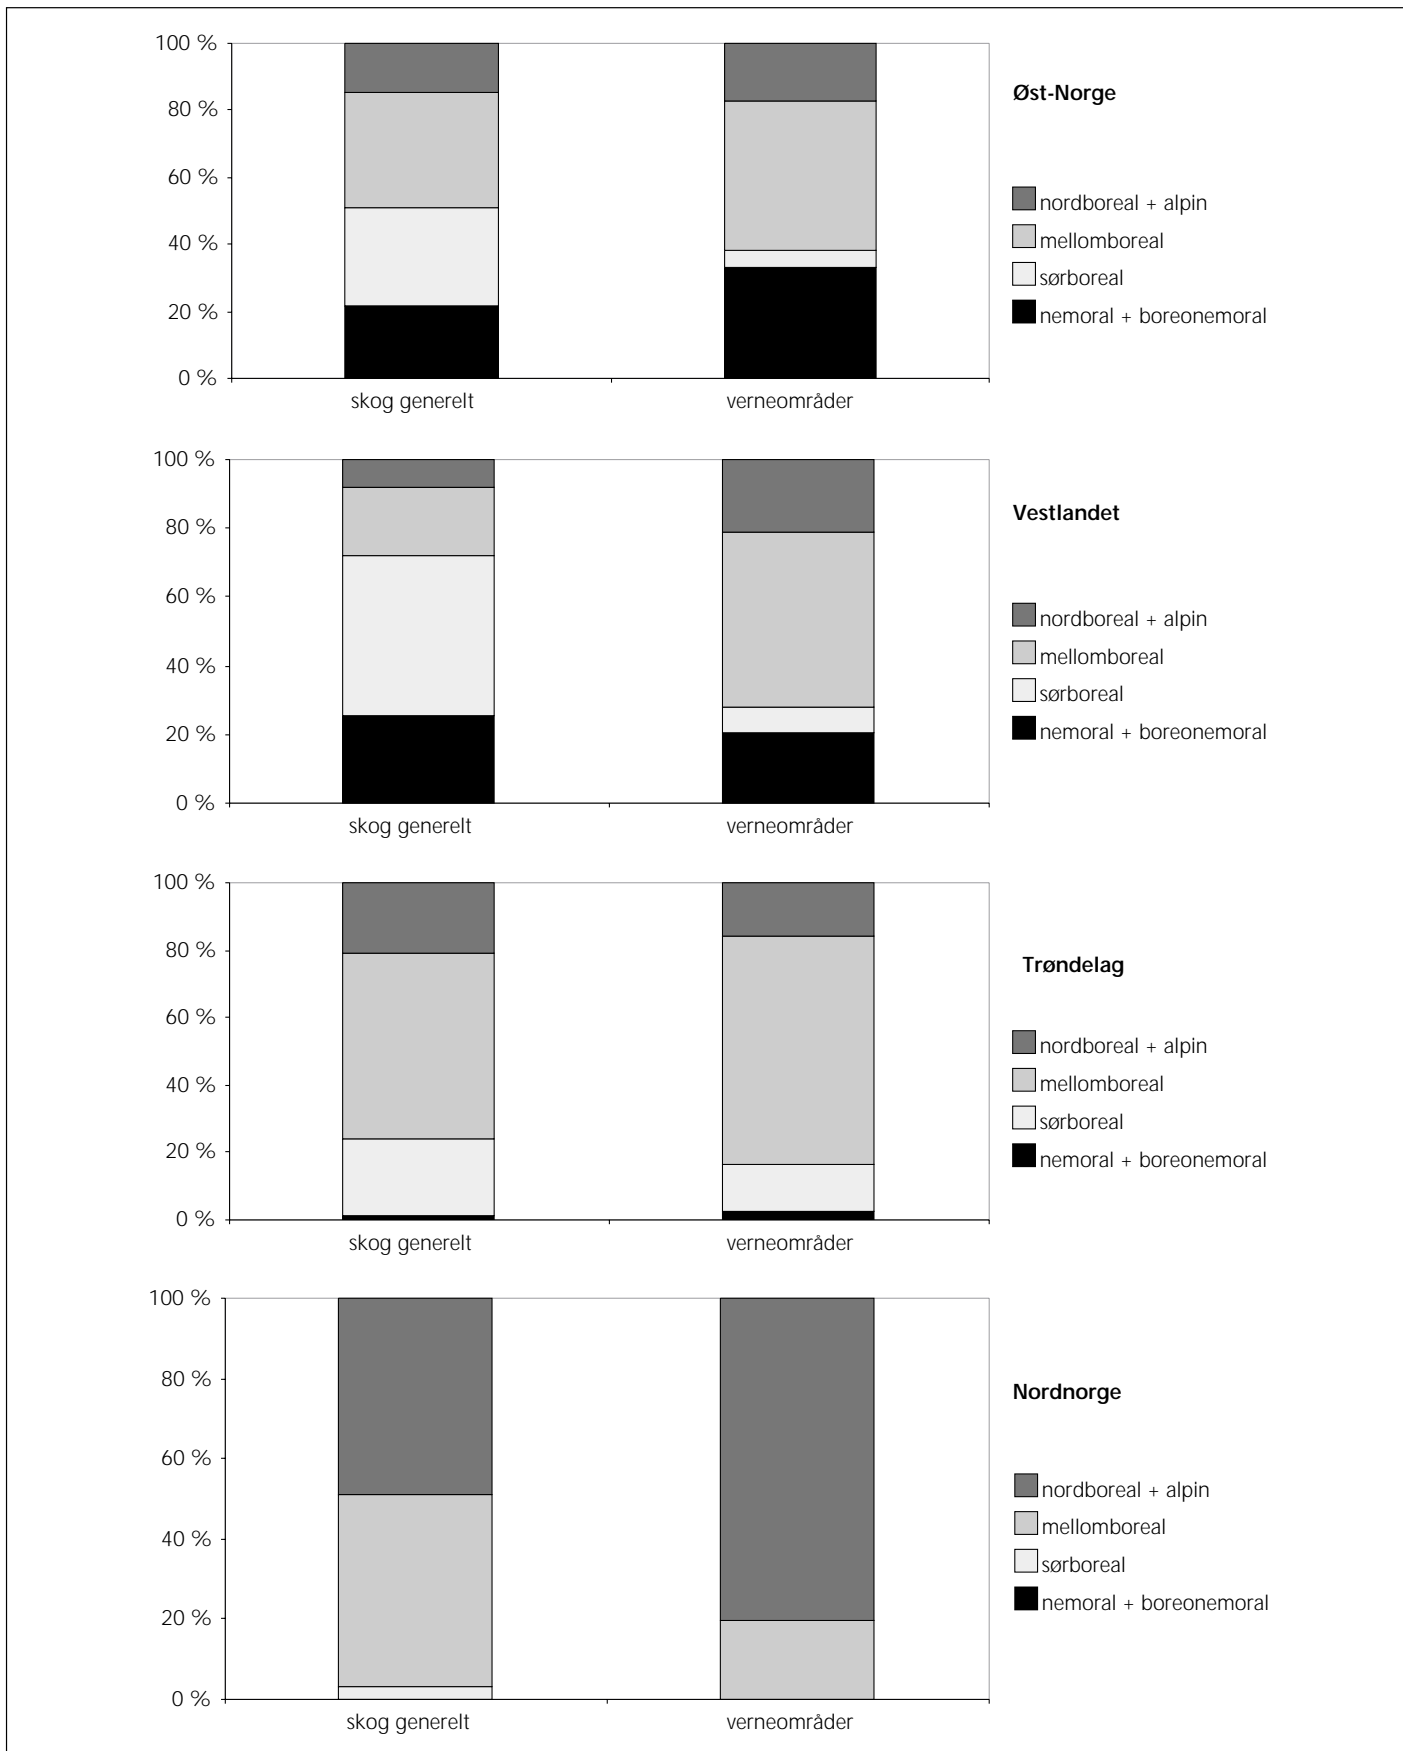 100 %
80 %
60 %
40 %
20 %
0 %
skog generelt
verneområder
Øst-Norge
nordboreal + alpin
mellomboreal
sørboreal
nemoral + boreonemoral
100 %
80 %
60 %
40 %
20 %
0 %
skog generelt
verneområder
Vestlandet
nordboreal + alpin
mellomboreal
sørboreal
nemoral + boreonemoral
100 %
80 %
60 %
40 %
20 %
0 %
skog generelt
verneområder
Trøndelag
nordboreal + alpin
mellomboreal
sørboreal
nemoral + boreonemoral
100 %
80 %
60 %
40 %
20 %
0 %
skog generelt
verneområder
Nordnorge
nordboreal + alpin
mellomboreal
sørboreal
nemoral + boreonemoral